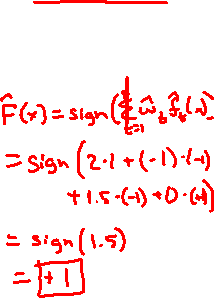 F̂(x) = sign(Σ ŵ_t f̂_t(x)
t=1
= sign(2·1 + (-1)·(-1)
+ 1.5·(-1) + 0·(+1)
= sign(1.5)
= +1